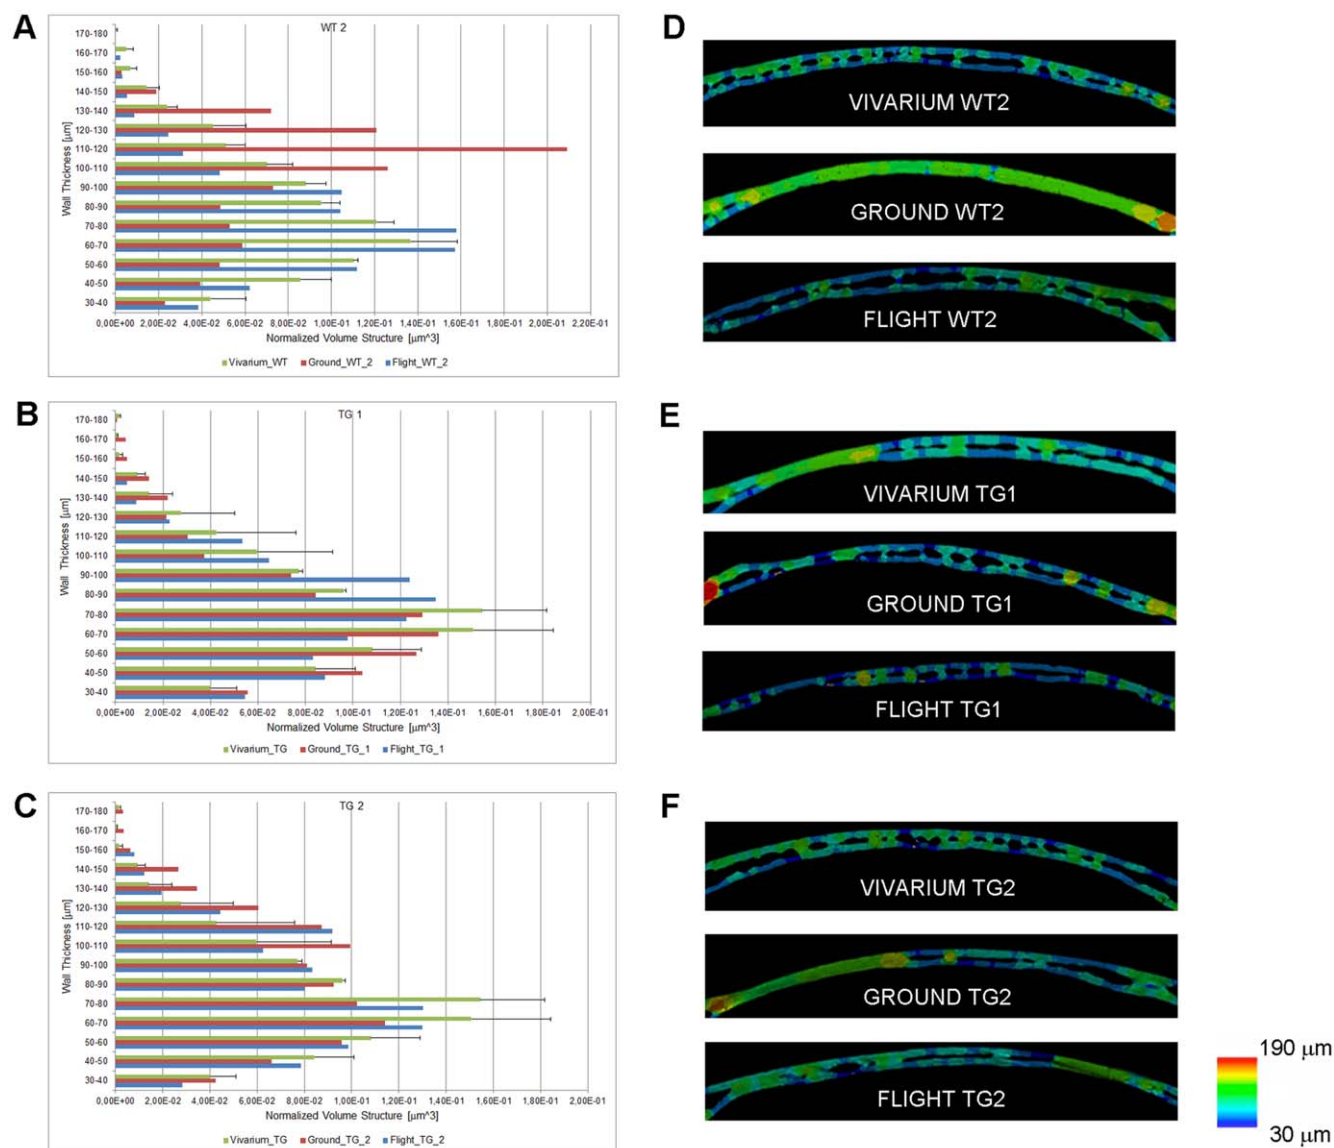 A
WT 2
Wall Thickness [µm]
170-180
160-170
150-160
140-150
130-140
120-130
110-120
100-110
90-100
80-90
70-80
60-70
50-60
40-50
30-40
0,00E+00 2,00E-02 4,00E-02 6,00E-02 8,00E-02 1,00E-01 1,20E-01 1,40E-01 1,60E-01 1,80E-01 2,00E-01 2,20E-01
Normalized Volume Structure [µm^3]
Vivarium_WT Ground_WT_2 Flight_WT_2
D
VIVARIUM WT2
GROUND WT2
FLIGHT WT2
B
TG 1
Wall Thickness [µm]
170-180
160-170
150-160
140-150
130-140
120-130
110-120
100-110
90-100
80-90
70-80
60-70
50-60
40-50
30-40
0,00E+00 2,00E-02 4,00E-02 6,00E-02 8,00E-02 1,00E-01 1,20E-01 1,40E-01 1,60E-01 1,80E-01 2,00E-01
Normalized Volume Structure [µm^3]
Vivarium_TG Ground_TG_1 Flight_TG_1
E
VIVARIUM TG1
GROUND TG1
FLIGHT TG1
C
TG 2
Wall Thickness [µm]
170-180
160-170
150-160
140-150
130-140
120-130
110-120
100-110
90-100
80-90
70-80
60-70
50-60
40-50
30-40
0,00E+00 2,00E-02 4,00E-02 6,00E-02 8,00E-02 1,00E-01 1,20E-01 1,40E-01 1,60E-01 1,80E-01 2,00E-01
Normalized Volume Structure [µm^3]
Vivarium_TG Ground_TG_2 Flight_TG_2
F
VIVARIUM TG2
GROUND TG2
FLIGHT TG2
190 µm
30 µm